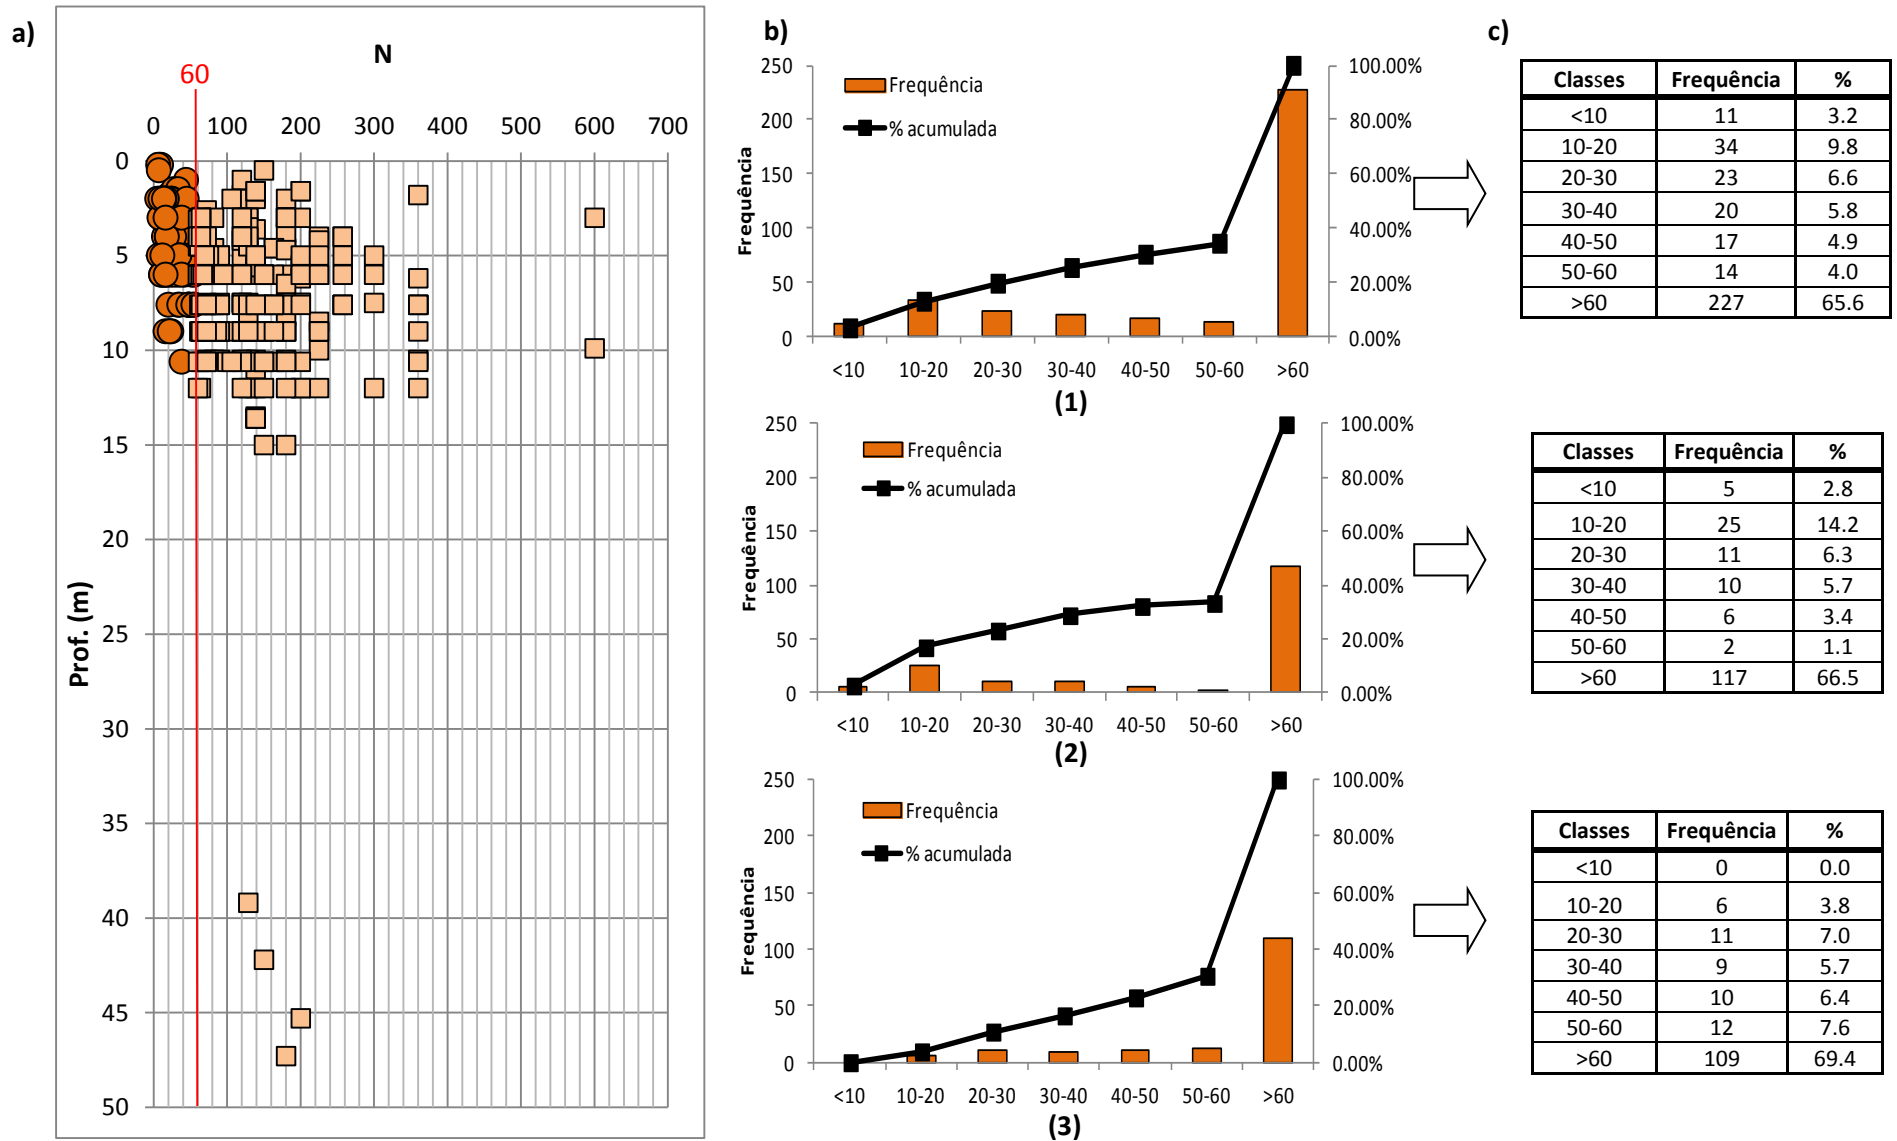 a)
N
60
0 100 200 300 400 500 600 700
0
5
10
15
20
25
30
35
40
45
50
Prof. (m)
b)
250
200
150
100
50
0
Frequência
Frequência
% acumulada
100.00%
80.00%
60.00%
40.00%
20.00%
0.00%
<10 10-20 20-30 30-40 40-50 50-60 >60
(1)
250
200
150
100
50
0
Frequência
Frequência
% acumulada
100.00%
80.00%
60.00%
40.00%
20.00%
0.00%
<10 10-20 20-30 30-40 40-50 50-60 >60
(2)
250
200
150
100
50
0
Frequência
Frequência
% acumulada
100.00%
80.00%
60.00%
40.00%
20.00%
0.00%
<10 10-20 20-30 30-40 40-50 50-60 >60
(3)
c)
Classes Frequência %
<10 11 3.2
10-20 34 9.8
20-30 23 6.6
30-40 20 5.8
40-50 17 4.9
50-60 14 4.0
>60 227 65.6
Classes Frequência %
<10 5 2.8
10-20 25 14.2
20-30 11 6.3
30-40 10 5.7
40-50 6 3.4
50-60 2 1.1
>60 117 66.5
Classes Frequência %
<10 0 0.0
10-20 6 3.8
20-30 11 7.0
30-40 9 5.7
40-50 10 6.4
50-60 12 7.6
>60 109 69.4